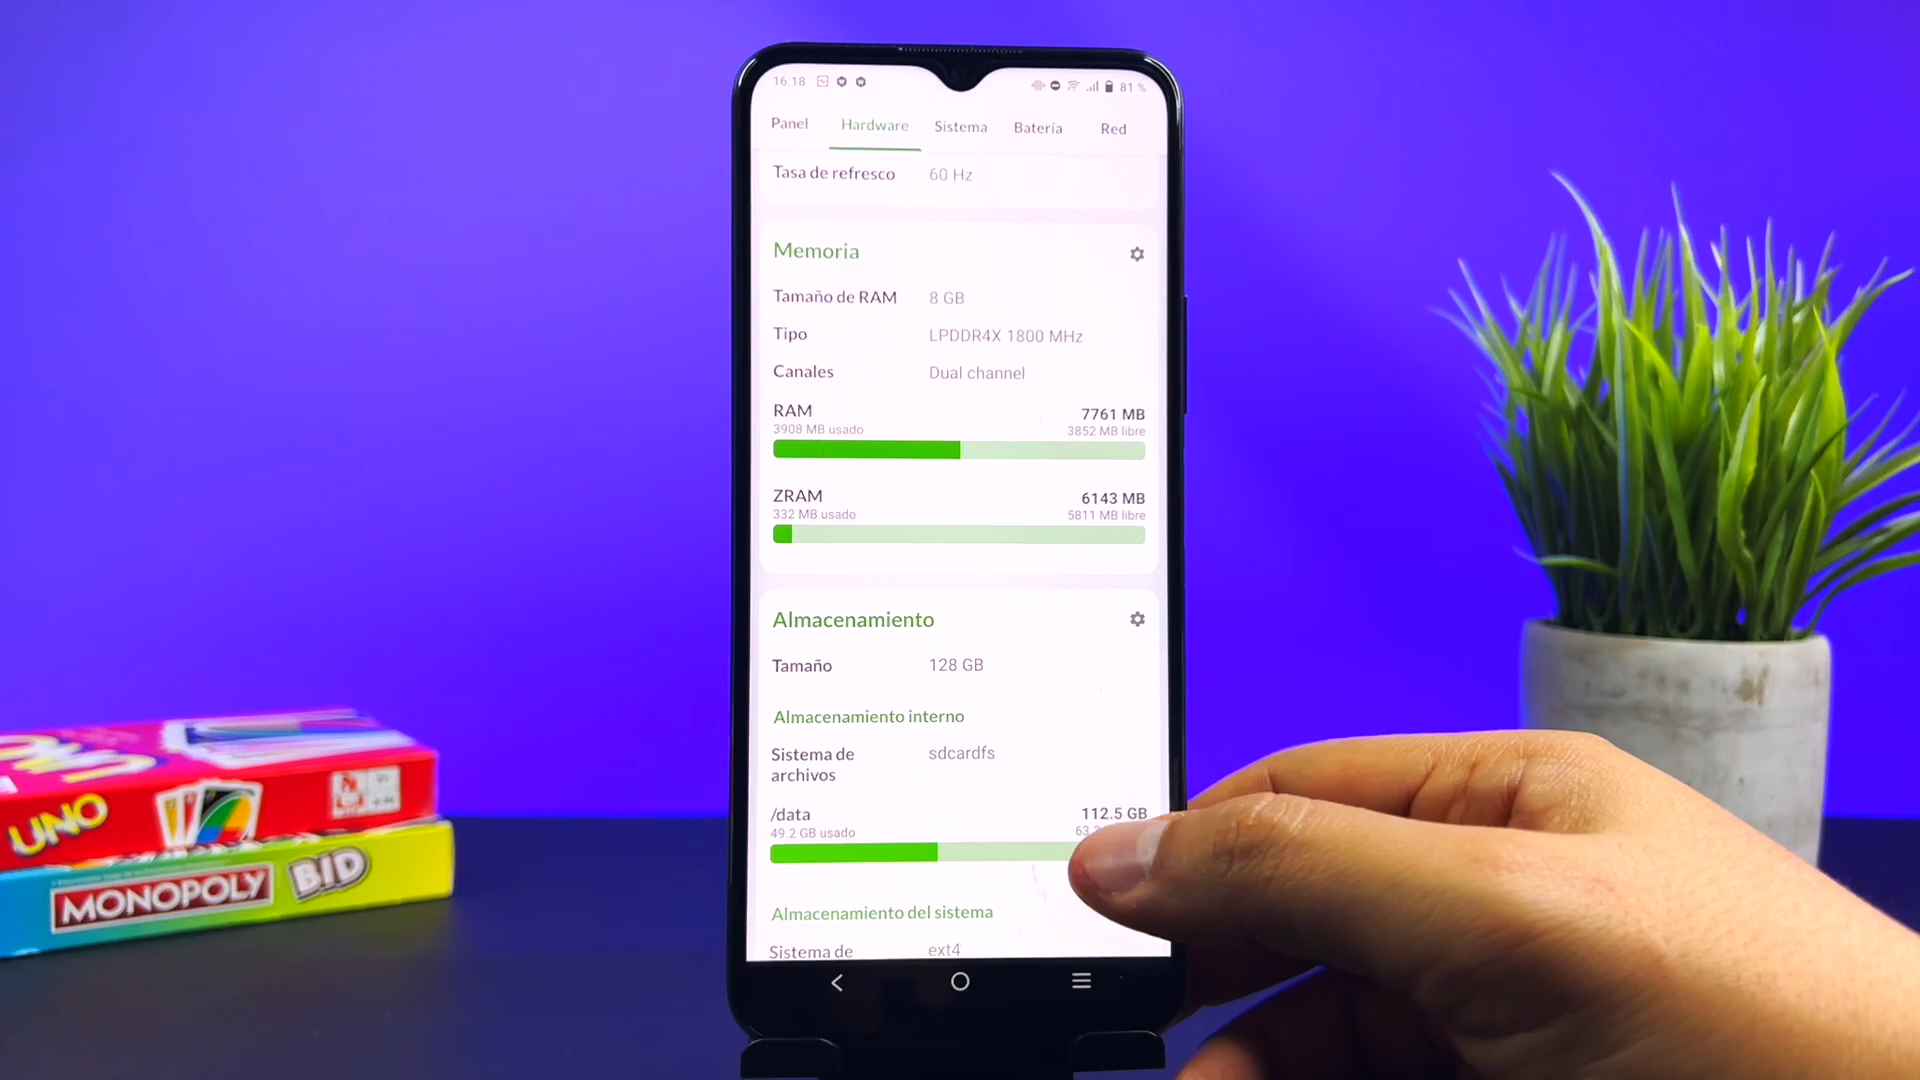 16:18
81 %
Panel
Hardware
Sistema
Batería
Red
Tasa de refresco 60 Hz
Memoria
Tamaño de RAM 8 GB
Tipo LPDDR4X 1800 MHz
Canales Dual channel
RAM 7761 MB
3908 MB usado 3852 MB libre
ZRAM 6143 MB
332 MB usado 5811 MB libre
Almacenamiento
Tamaño 128 GB
Almacenamiento interno
Sistema de sdcardfs
archivos
/data 112.5 GB
49.2 GB usado
Almacenamiento del sistema
Sistema de ext4
UNO
MONOPOLY BID